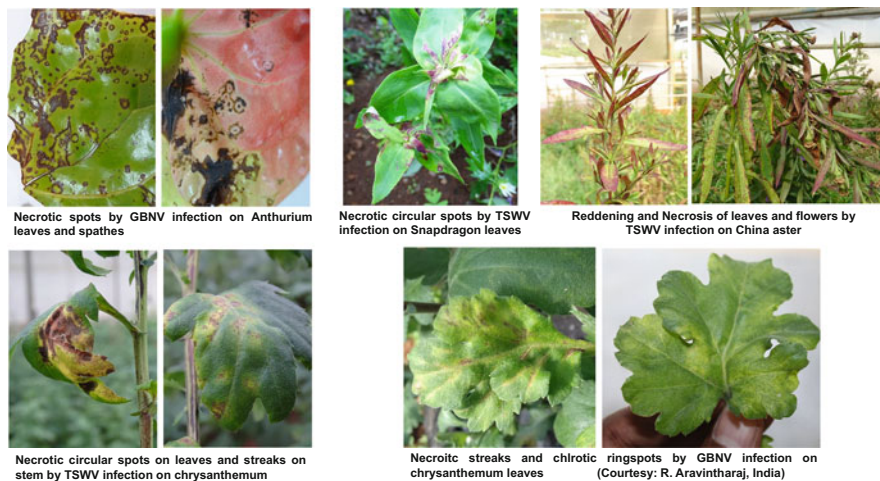 Necrotic spots by GBNV infection on Anthurium
leaves and spathes
Necrotic circular spots by TSWV
infection on Snapdragon leaves
Reddening and Necrosis of leaves and flowers by
TSWV infection on China aster
Necrotic circular spots on leaves and streaks on
stem by TSWV infection on chrysanthemum
Necroitc streaks and chlrotic ringspots by GBNV infection on
chrysanthemum leaves (Courtesy: R. Aravintharaj, India)